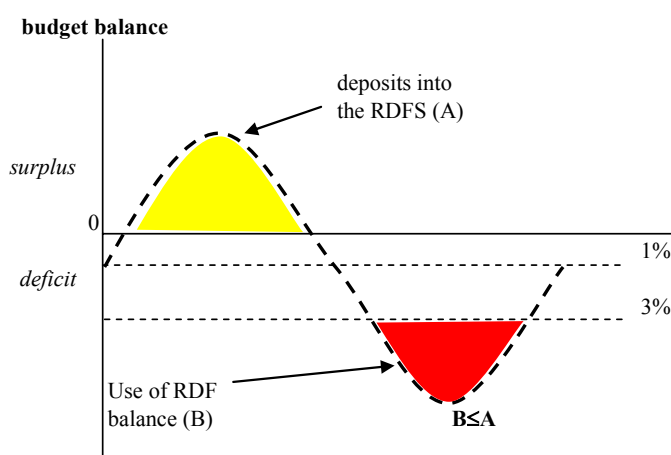 budget balance
deposits into
the RDFS (A)
surplus
0
1%
deficit
3%
Use of RDF
balance (B)
B≤A